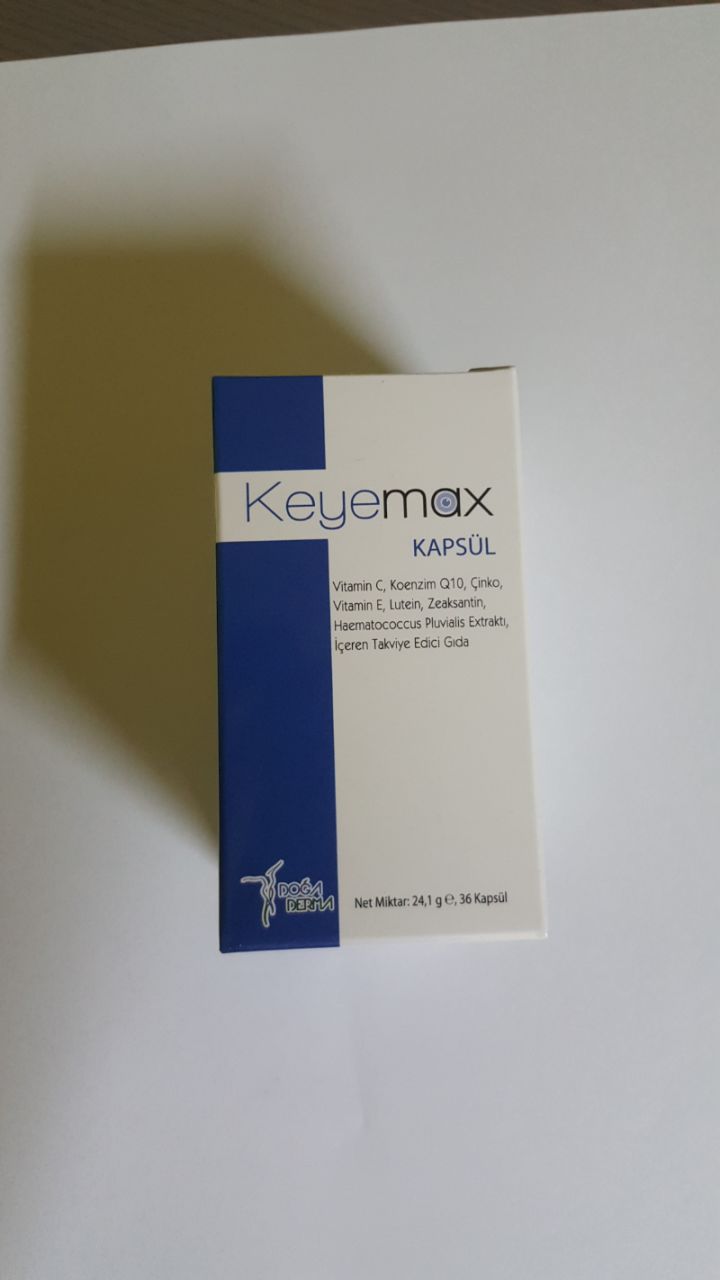 Keyemax
KAPSÜL
Vitamin C, Koenzim Q10, Çinko,
Vitamin E, Lutein, Zeaksantin,
Haematococcus Pluvialis Extraktı,
İçeren Takviye Edici Gıda
DOĞA
DERMA
Net Miktar: 24,1 g ℮, 36 Kapsül